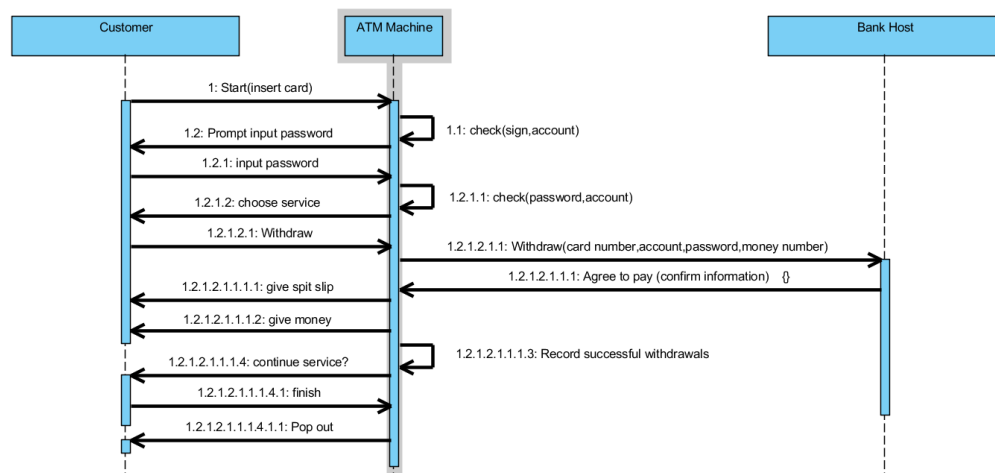 Customer
ATM Machine
Bank Host
1: Start(insert card)
1.1: check(sign,account)
1.2: Prompt input password
1.2.1: input password
1.2.1.1: check(password,account)
1.2.1.2: choose service
1.2.1.2.1: Withdraw
1.2.1.2.1.1: Withdraw(card number,account,password,money number)
1.2.1.2.1.1.1: Agree to pay (confirm information) {}
1.2.1.2.1.1.1.1: give spit slip
1.2.1.2.1.1.1.2: give money
1.2.1.2.1.1.1.3: Record successful withdrawals
1.2.1.2.1.1.1.4: continue service?
1.2.1.2.1.1.1.4.1: finish
1.2.1.2.1.1.1.4.1.1: Pop out